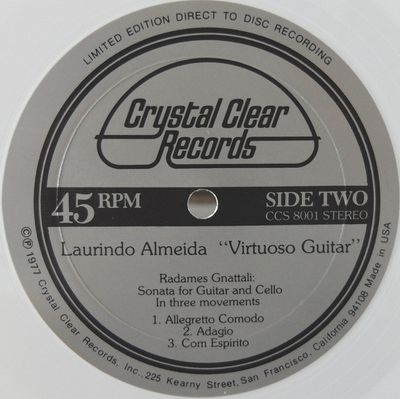 LIMITED EDITION DIRECT TO DISC RECORDING
Crystal Clear
Records
45 RPM
SIDE TWO
CCS 8001 STEREO
Laurindo Almeida "Virtuoso Guitar"
Radames Gnattali:
Sonata for Guitar and Cello
In three movements
1. Allegretto Comodo
2. Adagio
3. Com Espirito
©℗ 1977 Crystal Clear Records, Inc., 225 Kearny Street, San Francisco, California 94108 Made in USA